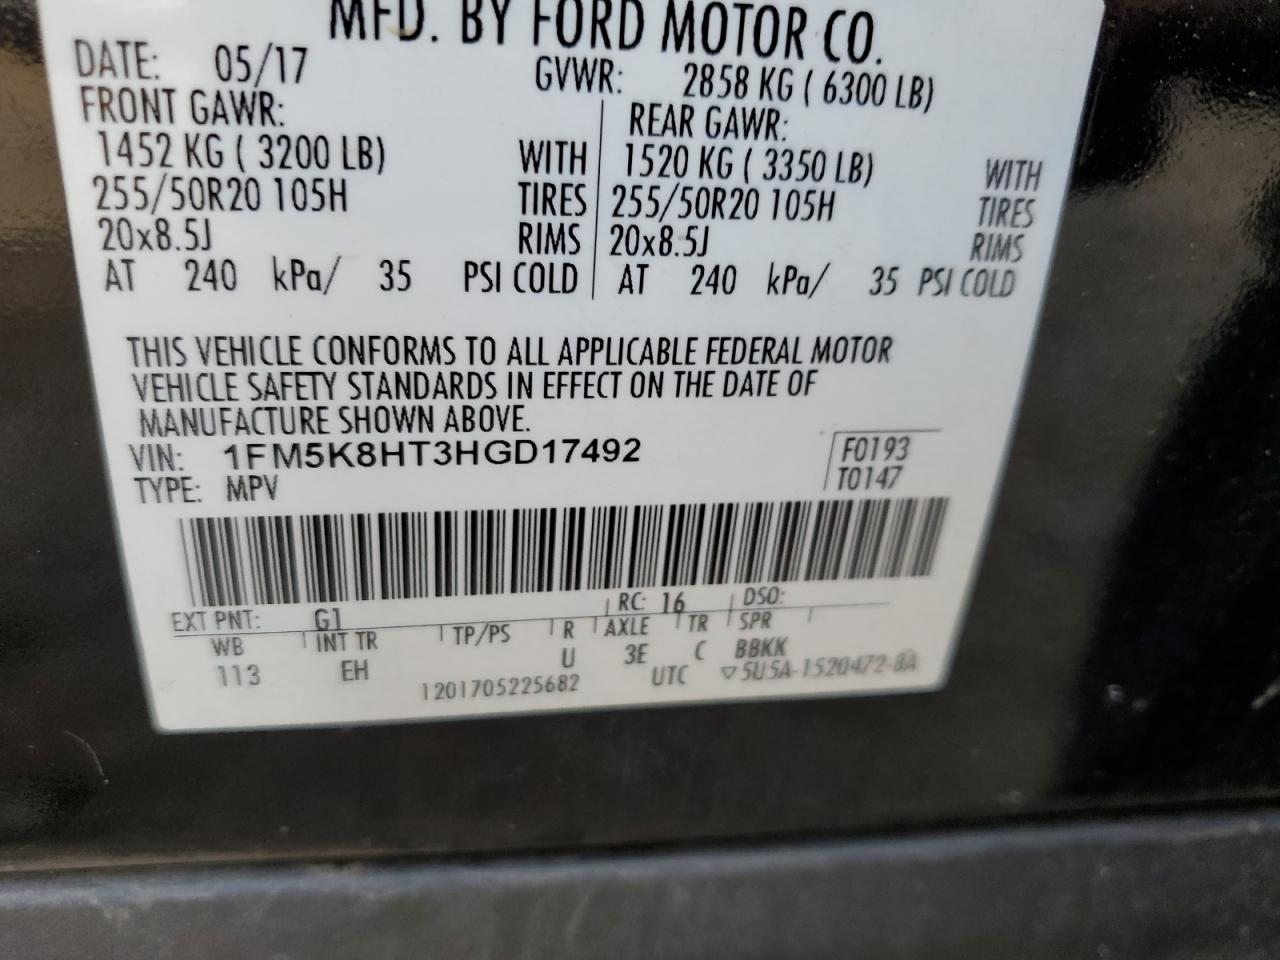 MFD. BY FORD MOTOR CO.
DATE: 05/17 GVWR: 2858 KG ( 6300 LB)
FRONT GAWR: REAR GAWR:
1452 KG ( 3200 LB) WITH 1520 KG ( 3350 LB) WITH
255/50R20 105H TIRES 255/50R20 105H TIRES
20x8.5J RIMS 20x8.5J RIMS
AT 240 kPa/ 35 PSI COLD AT 240 kPa/ 35 PSI COLD
THIS VEHICLE CONFORMS TO ALL APPLICABLE FEDERAL MOTOR
VEHICLE SAFETY STANDARDS IN EFFECT ON THE DATE OF
MANUFACTURE SHOWN ABOVE.
VIN: 1FM5K8HT3HGD17492 F0193
TYPE: MPV T0147
EXT PNT: G1 RC: 16 DSO:
WB INT TR TP/PS R AXLE TR SPR
113 EH U 3E C BBKK
1201705225682 UTC ▽5U5A-1520472-BA